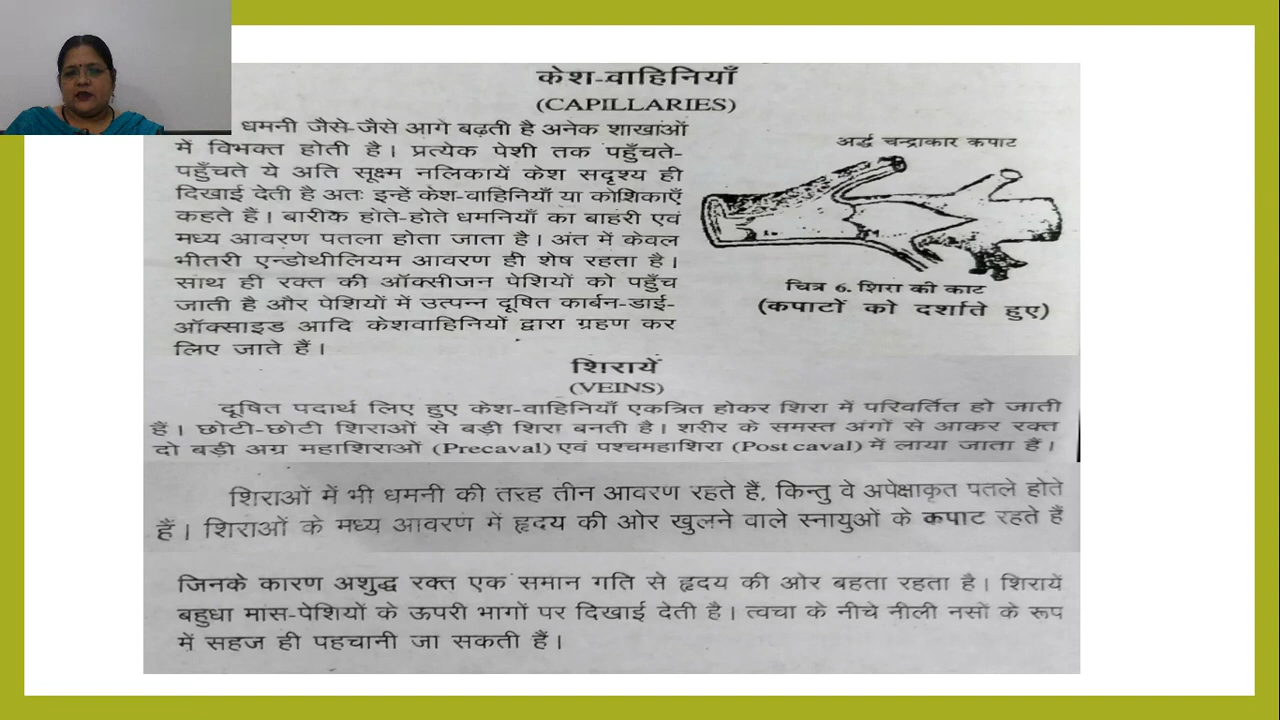 केश-वाहिनियाँ
(CAPILLARIES)
धमनी जैसे-जैसे आगे बढ़ती है अनेक शाखाओं
में विभक्त होती है। प्रत्येक पेशी तक पहुँचते-
पहुँचते ये अति सूक्ष्म नलिकायें केश सदृश्य ही
दिखाई देती है अतः इन्हें केश-वाहिनियाँ या कोशिकाएँ
कहते हैं। बारीक होते-होते धमनियाँ का बाहरी एवं
मध्य आवरण पतला होता जाता है। अंत में केवल
भीतरी एन्डोथीलियम आवरण ही शेष रहता है।
साथ ही रक्त की ऑक्सीजन पेशियों को पहुँच
जाती है और पेशियों में उत्पन्न दूषित कार्बन-डाई-
ऑक्साइड आदि केशवाहिनियों द्वारा ग्रहण कर
लिए जाते हैं।
अर्द्ध चन्द्राकार कपाट
चित्र 6. शिरा की काट
(कपाटों को दर्शाते हुए)
शिरायें
(VEINS)
दूषित पदार्थ लिए हुए केश-वाहिनियाँ एकत्रित होकर शिरा में परिवर्तित हो जाती
हैं। छोटी-छोटी शिराओं से बड़ी शिरा बनती है। शरीर के समस्त अंगों से आकर रक्त
दो बड़ी अग्र महाशिराओं (Precaval) एवं पश्चमहाशिरा (Post caval) में लाया जाता हैं।
शिराओं में भी धमनी की तरह तीन आवरण रहते हैं, किन्तु वे अपेक्षाकृत पतले होते
हैं। शिराओं के मध्य आवरण में हृदय की ओर खुलने वाले स्नायुओं के कपाट रहते हैं
जिनके कारण अशुद्ध रक्त एक समान गति से हृदय की ओर बहता रहता है। शिरायें
बहुधा मांस-पेशियों के ऊपरी भागों पर दिखाई देती है। त्वचा के नीचे नीली नसों के रूप
में सहज ही पहचानी जा सकती हैं।